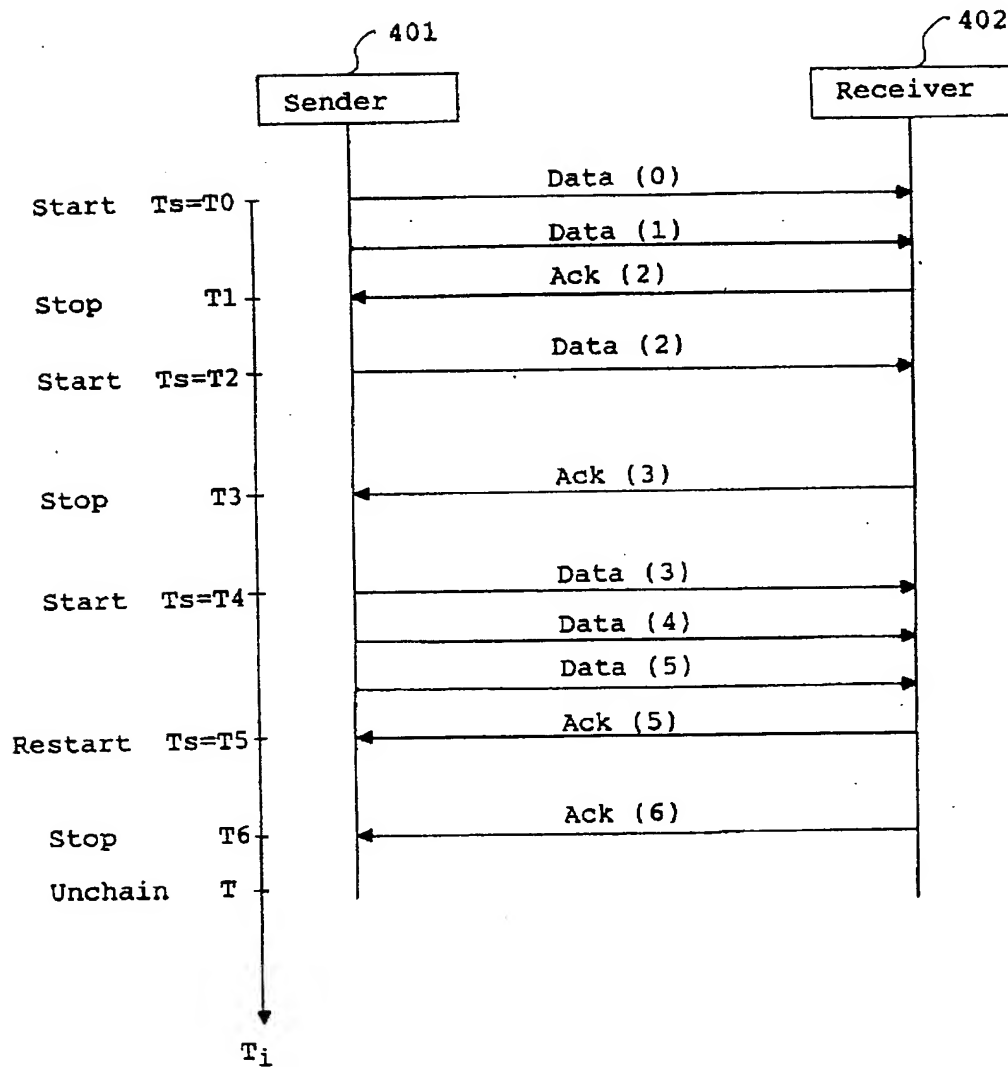 401
402
Sender
Receiver
Data (0)
Start Ts=T0
Data (1)
Ack (2)
Stop T1
Data (2)
Start Ts=T2
Ack (3)
Stop T3
Data (3)
Start Ts=T4
Data (4)
Data (5)
Ack (5)
Restart Ts=T5
Ack (6)
Stop T6
Unchain T
Ti